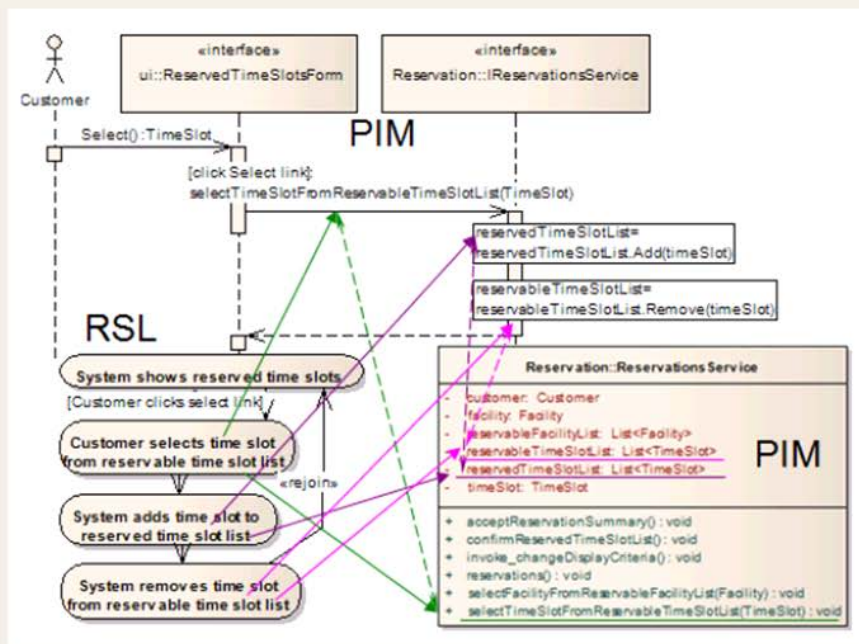 «interface»
ui::ReservedTimeSlotsForm
«interface»
Reservation::IReservationsService
Customer
PIM
Select() :TimeSlot
[click Select link]:
selectTimeSlotFromReservableTimeSlotList(TimeSlot)
reservedTimeSlotList=
reservedTimeSlotList.Add(timeSlot)
reservableTimeSlotList=
reservableTimeSlotList.Remove(timeSlot)
RSL
System shows reserved time slots
[Customer clicks select link]
Customer selects time slot
from reservable time slot list
«rejoin»
System adds time slot to
reserved time slot list
System removes time slot
from reservable time slot list
Reservation::ReservationsService
- customer: Customer
- facility: Facility
- reservableFacilityList: List<Facility>
- reservableTimeSlotList: List<TimeSlot>
- reservedTimeSlotList: List<TimeSlot>
- timeSlot: TimeSlot
PIM
+ acceptReservationSummary() : void
+ confirmReservedTimeSlotList() : void
+ invoke_changeDisplayCriteria() : void
+ reservations() : void
+ selectFacilityFromReservableFacilityList(Facility) : void
+ selectTimeSlotFromReservableTimeSlotList(TimeSlot) : void